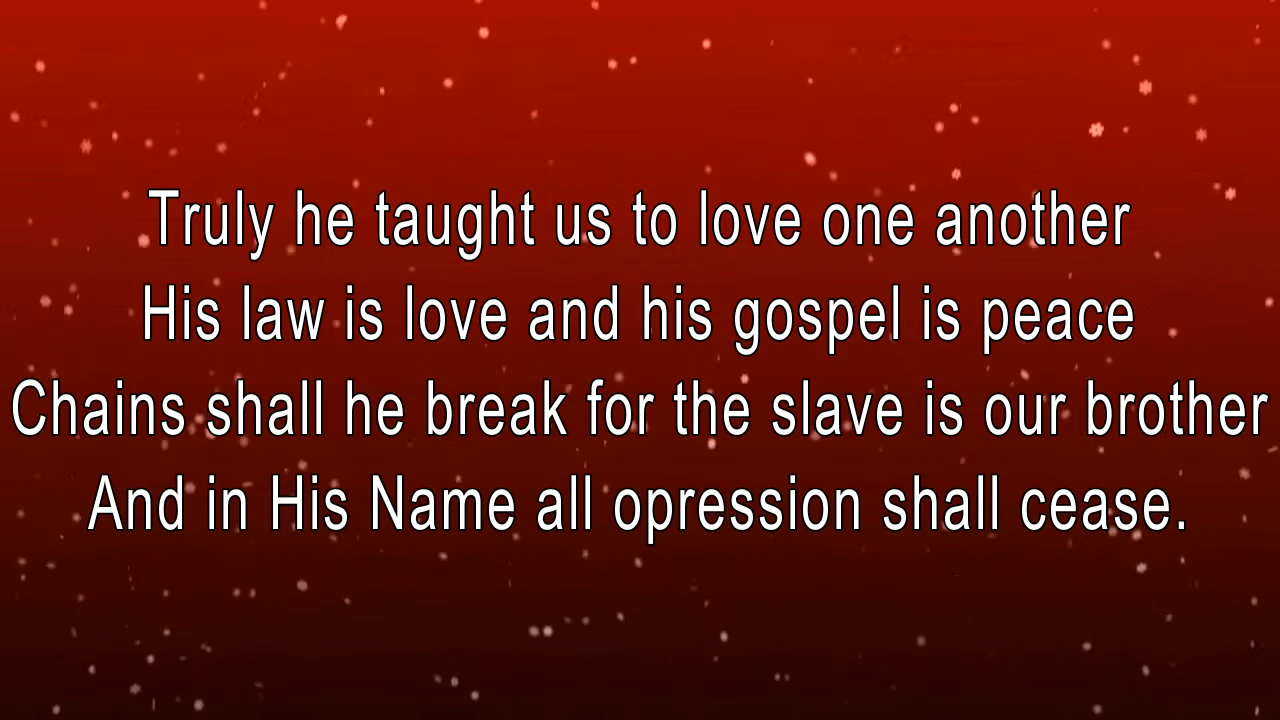 Truly he taught us to love one another
His law is love and his gospel is peace
Chains shall he break for the slave is our brother
And in His Name all opression shall cease.